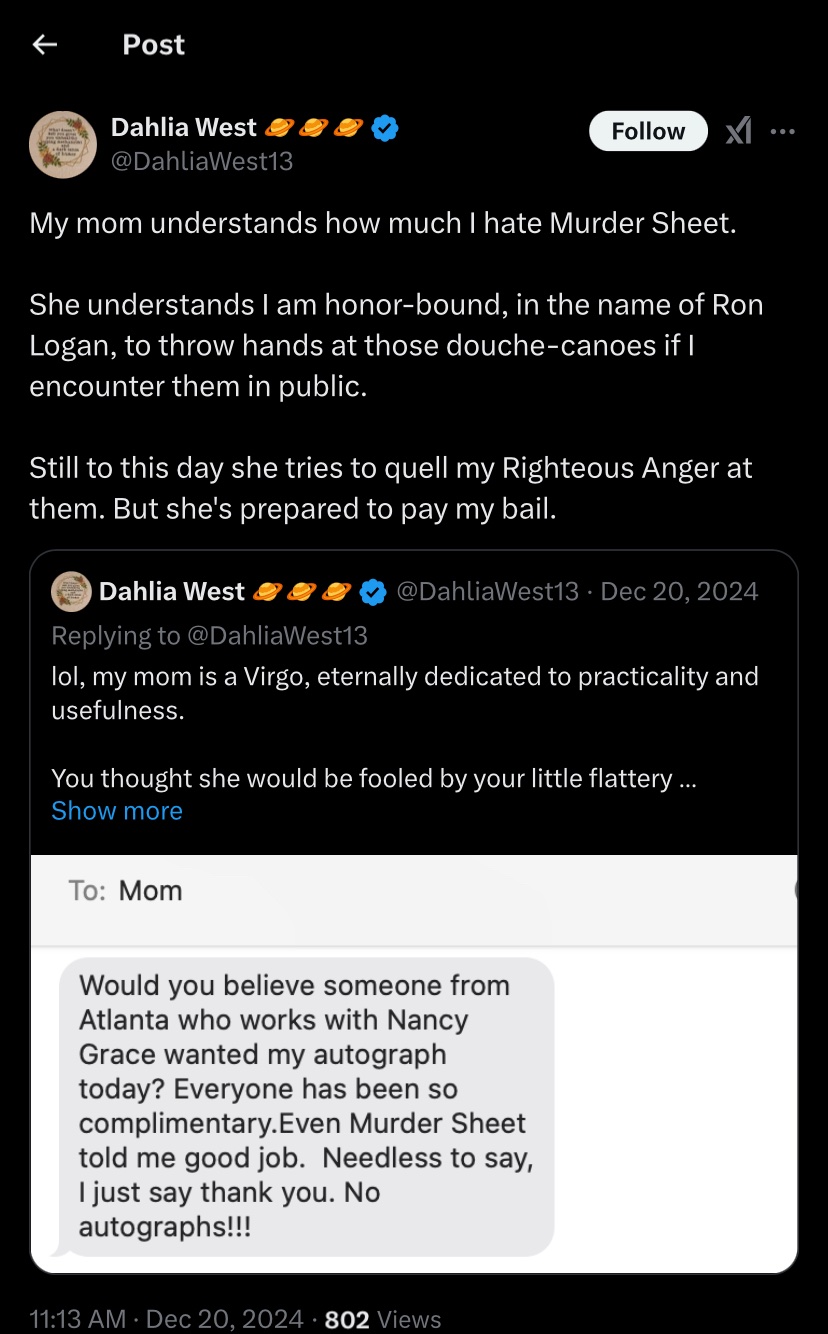 Post
Dahlia West 🪐🪐🪐
Follow
@DahliaWest13
My mom understands how much I hate Murder Sheet.
She understands I am honor-bound, in the name of Ron
Logan, to throw hands at those douche-canoes if I
encounter them in public.
Still to this day she tries to quell my Righteous Anger at
them. But she's prepared to pay my bail.
Dahlia West 🪐🪐🪐 @DahliaWest13 · Dec 20, 2024
Replying to @DahliaWest13
lol, my mom is a Virgo, eternally dedicated to practicality and
usefulness.
You thought she would be fooled by your little flattery ...
Show more
To: Mom
Would you believe someone from
Atlanta who works with Nancy
Grace wanted my autograph
today? Everyone has been so
complimentary.Even Murder Sheet
told me good job.  Needless to say,
I just say thank you. No
autographs!!!
11:13 AM · Dec 20, 2024 · 802 Views